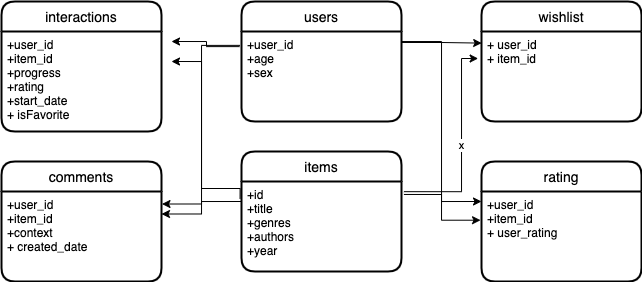 interactions
+user_id
+item_id
+progress
+rating
+start_date
+ isFavorite
users
+user_id
+age
+sex
wishlist
+ user_id
+ item_id
x
comments
+user_id
+item_id
+context
+ created_date
items
+id
+title
+genres
+authors
+year
rating
+user_id
+item_id
+ user_rating